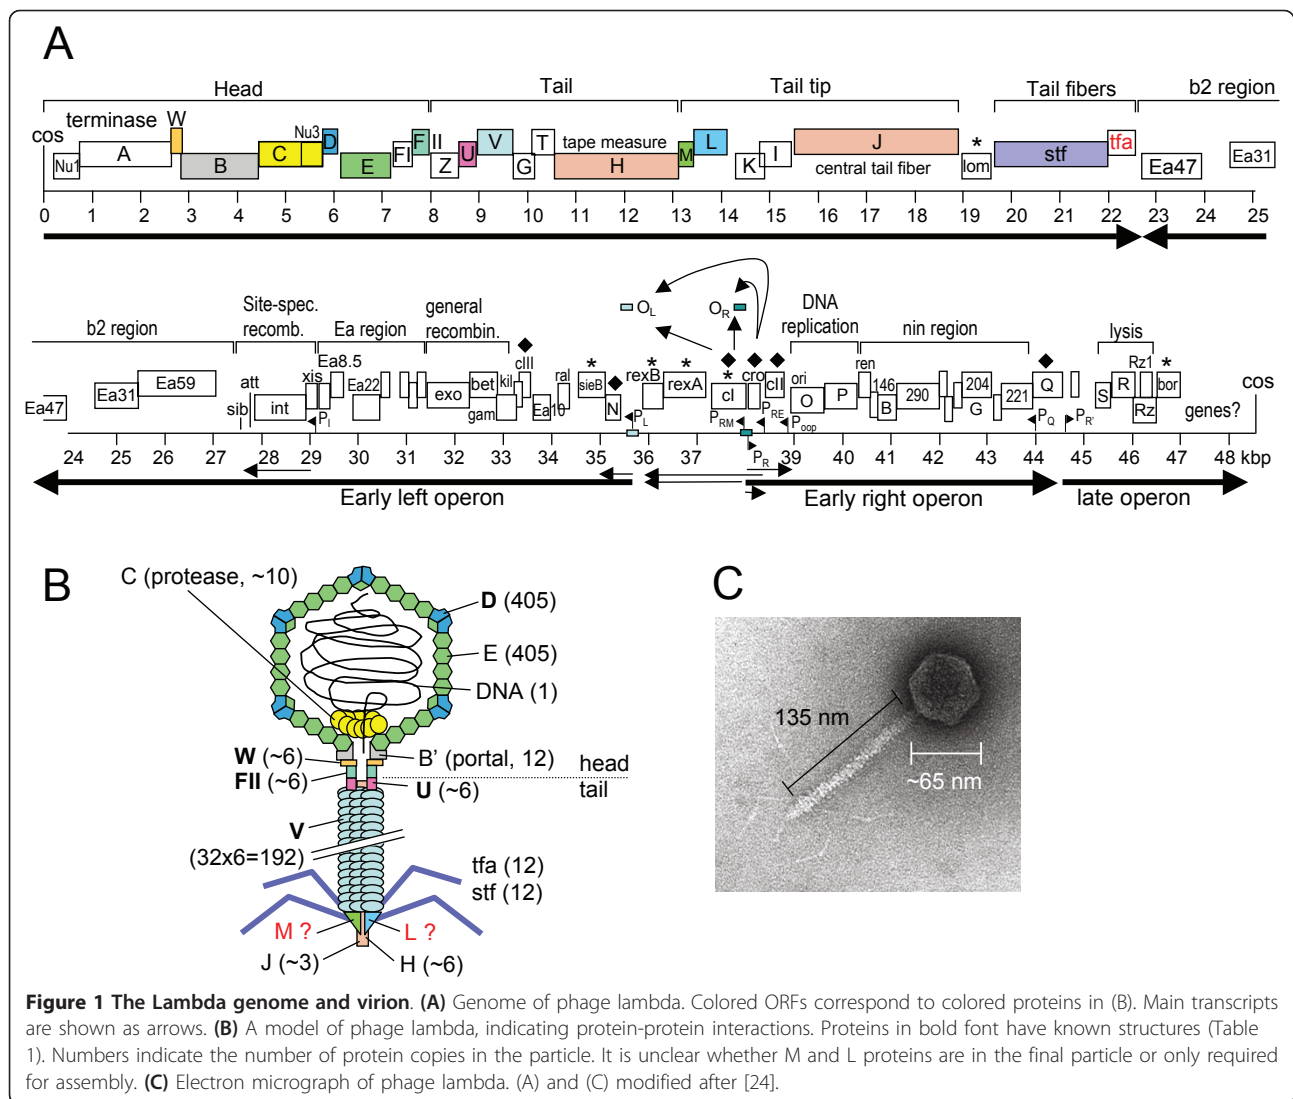 A
Head Tail Tail tip Tail fibers b2 region
cos terminase W Nu3 D F II V T tape measure M L I J * stf tfa Ea31
Nu1 A B C E FI Z U G H K central tail fiber lom Ea47
0 1 2 3 4 5 6 7 8 9 10 11 12 13 14 15 16 17 18 19 20 21 22 23 24 25
O_L O_R
Site-spec. general DNA
b2 region recomb. Ea region recombin. replication nin region lysis
Ea8.5 cIII * * * ren Rz1 *
att xis Ea22 bet kil ral sieB rexB rexA * cro cII ori 146 204 Q R bor cos
Ea47 Ea31 Ea59 sib int exo gam Ea10 N cI O P B 290 G 221 S Rz genes?
P_I P_L P_RM P_RE P_oop P_Q P_R'
24 25 26 27 28 29 30 31 32 33 34 35 36 37 38 39 40 41 42 43 44 45 46 47 48 kbp
P_R
Early left operon Early right operon late operon
B
C (protease, ~10)
D (405)
E (405)
DNA (1)
W (~6) B' (portal, 12) head
FII (~6) U (~6) tail
V
(32x6=192)
tfa (12)
stf (12)
M ? L ?
J (~3) H (~6)
C
135 nm
~65 nm
Figure 1 The Lambda genome and virion. (A) Genome of phage lambda. Colored ORFs correspond to colored proteins in (B). Main transcripts
are shown as arrows. (B) A model of phage lambda, indicating protein-protein interactions. Proteins in bold font have known structures (Table
1). Numbers indicate the number of protein copies in the particle. It is unclear whether M and L proteins are in the final particle or only required
for assembly. (C) Electron micrograph of phage lambda. (A) and (C) modified after [24].